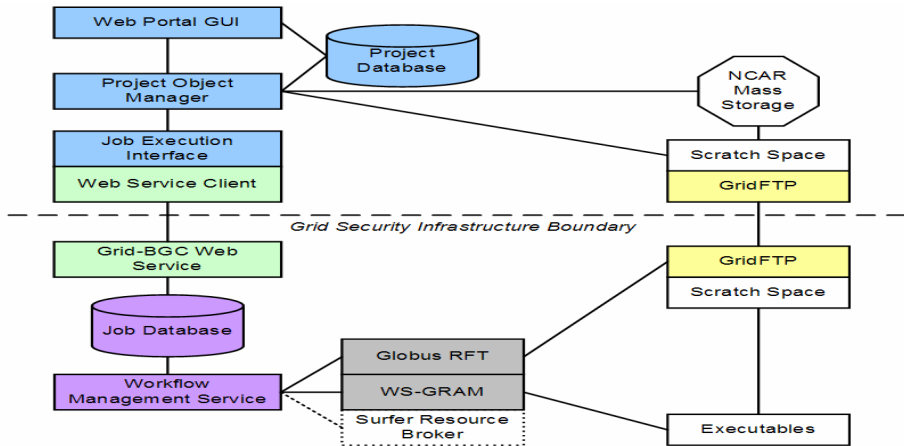 Web Portal GUI
Project
Database
Project Object
Manager
NCAR
Mass
Storage
Job Execution
Interface
Scratch Space
Web Service Client
GridFTP
Grid Security Infrastructure Boundary
Grid-BGC Web
Service
GridFTP
Scratch Space
Job Database
Globus RFT
Workflow
Management Service
WS-GRAM
Surfer Resource
Broker
Executables